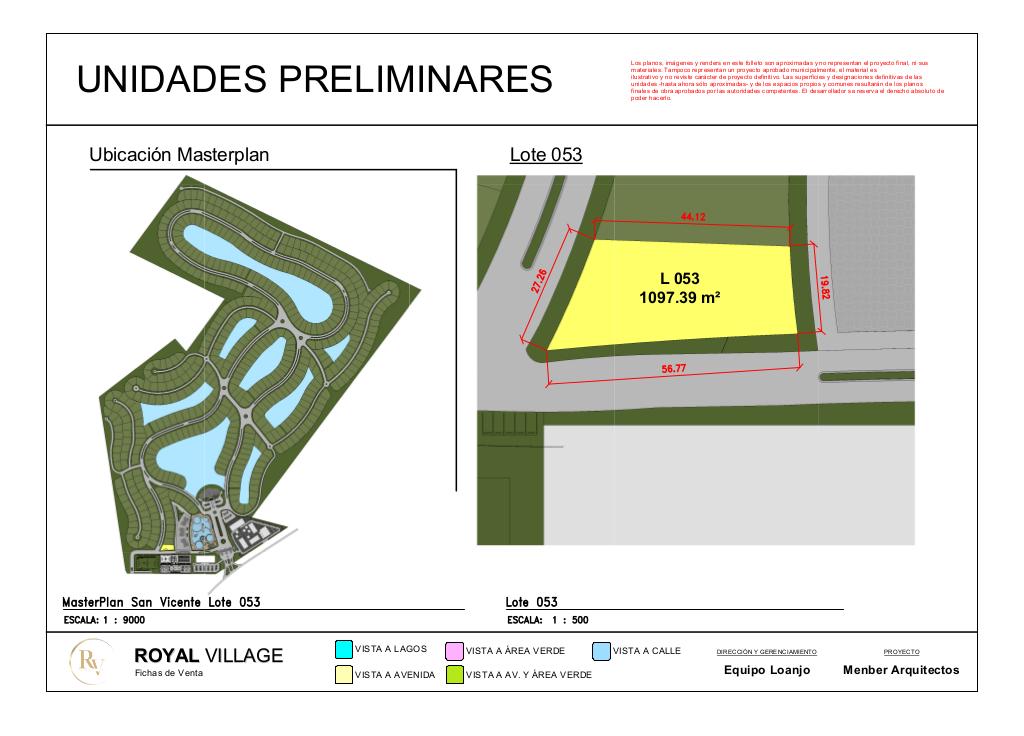 UNIDADES PRELIMINARES
Los planos, imágenes y renders en este folleto son aproximadas y no representan el proyecto final, ni sus
materiales. Tampoco representan un proyecto aprobado municipalmente, el material es
ilustrativo y no reviste carácter de proyecto definitivo. Las superficies y designaciones definitivas de las
unidades -hasta ahora sólo aproximadas- y de los espacios propios y comunes resultarán de los planos
finales de obra aprobados por las autoridades competentes. El desarrollador se reserva el derecho absoluto de
poder hacerlo.
Ubicación Masterplan
Lote 053
44.12
27.26
L 053
1097.39 m²
19.82
56.77
MasterPlan San Vicente Lote 053
ESCALA: 1 : 9000
Lote 053
ESCALA: 1 : 500
RV
ROYAL VILLAGE
Fichas de Venta
VISTA A LAGOS
VISTA A ÁREA VERDE
VISTA A CALLE
VISTA A AVENIDA
VISTA A AV. Y ÁREA VERDE
DIRECCIÓN Y GERENCIAMIENTO
Equipo Loanjo
PROYECTO
Menber Arquitectos